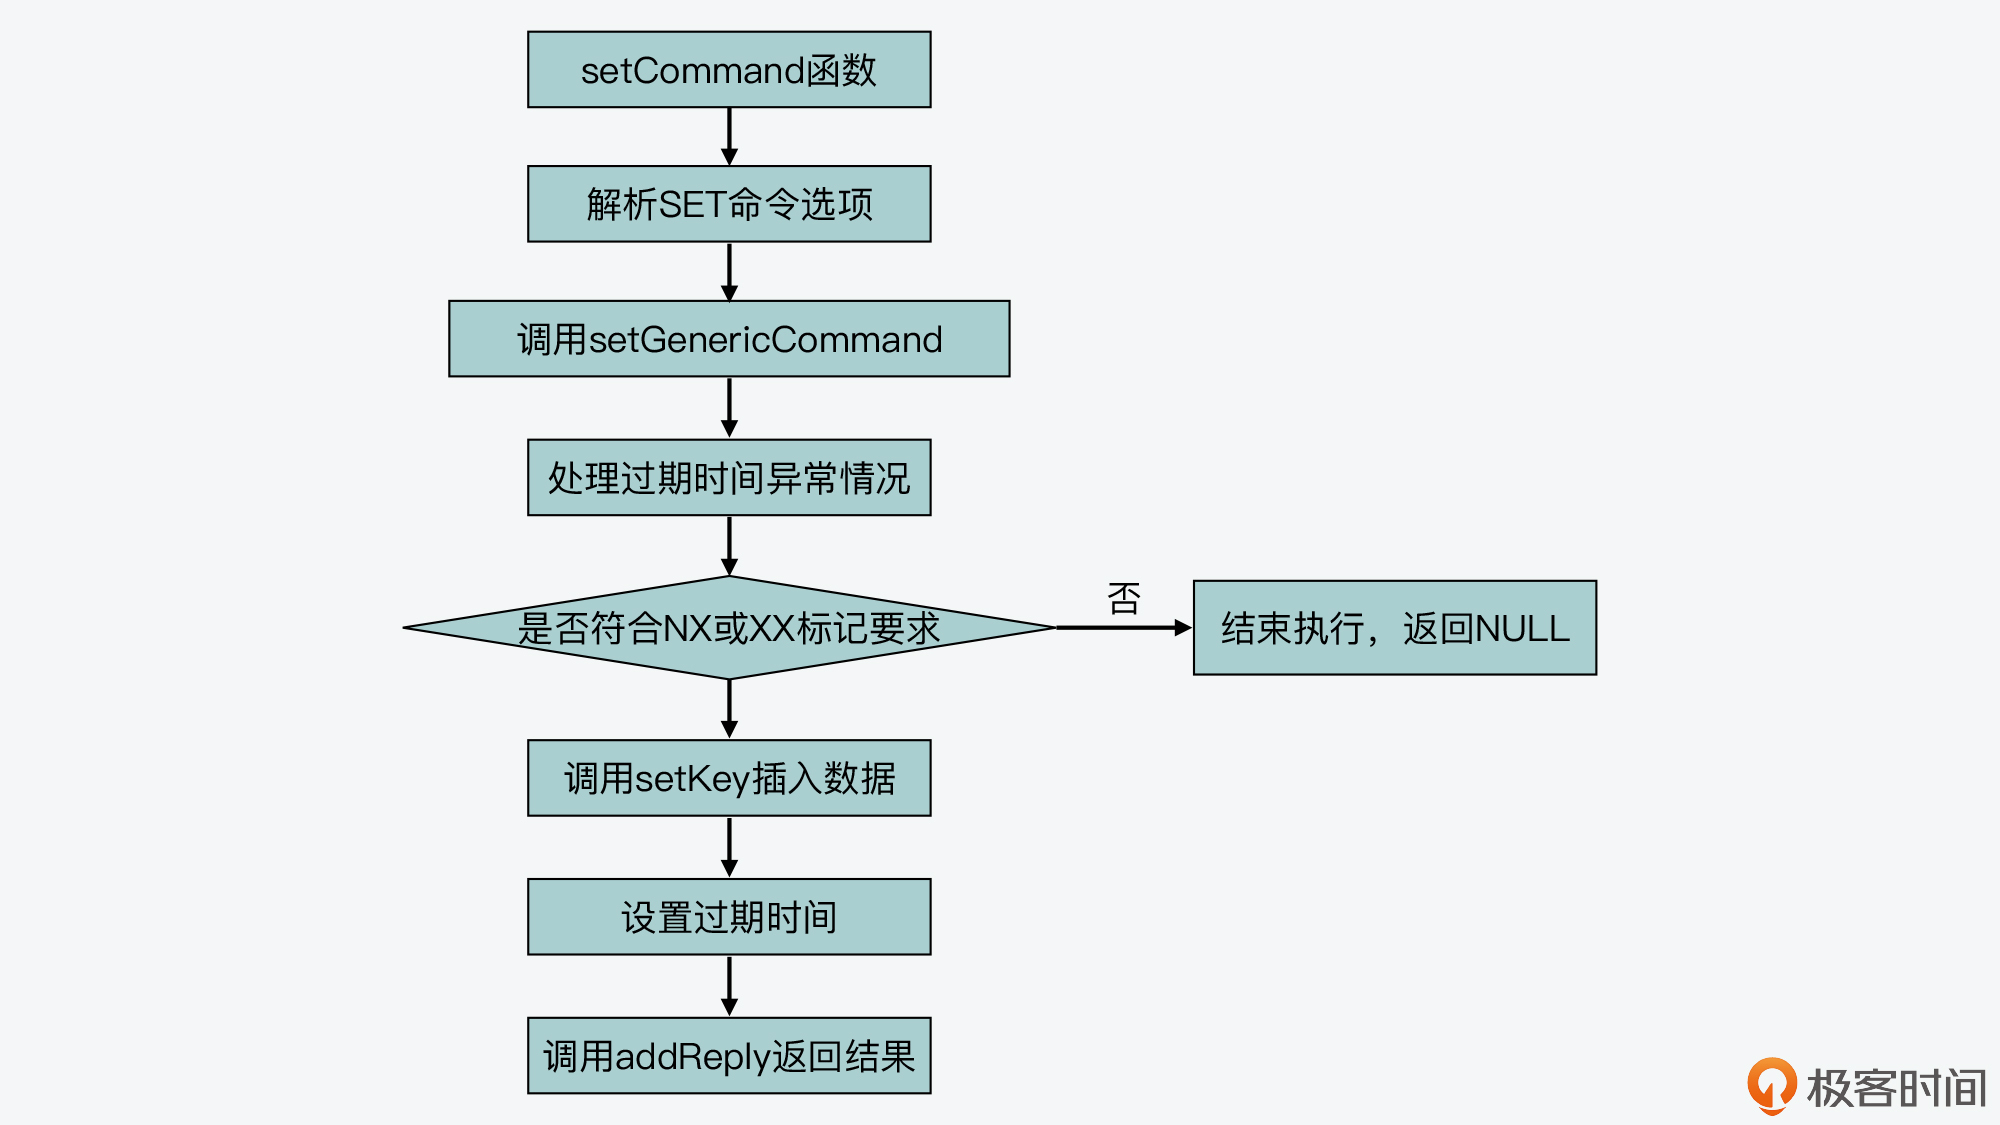 setCommand函数
解析SET命令选项
调用setGenericCommand
处理过期时间异常情况
是否符合NX或XX标记要求
否
结束执行，返回NULL
调用setKey插入数据
设置过期时间
调用addReply返回结果
极客时间